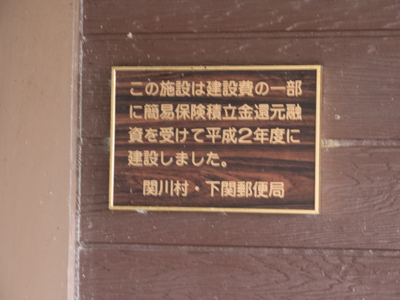 この施設は建設費の一部
に簡易保険積立金還元融
資を受けて平成2年度に
建設しました。
関川村・下関郵便局